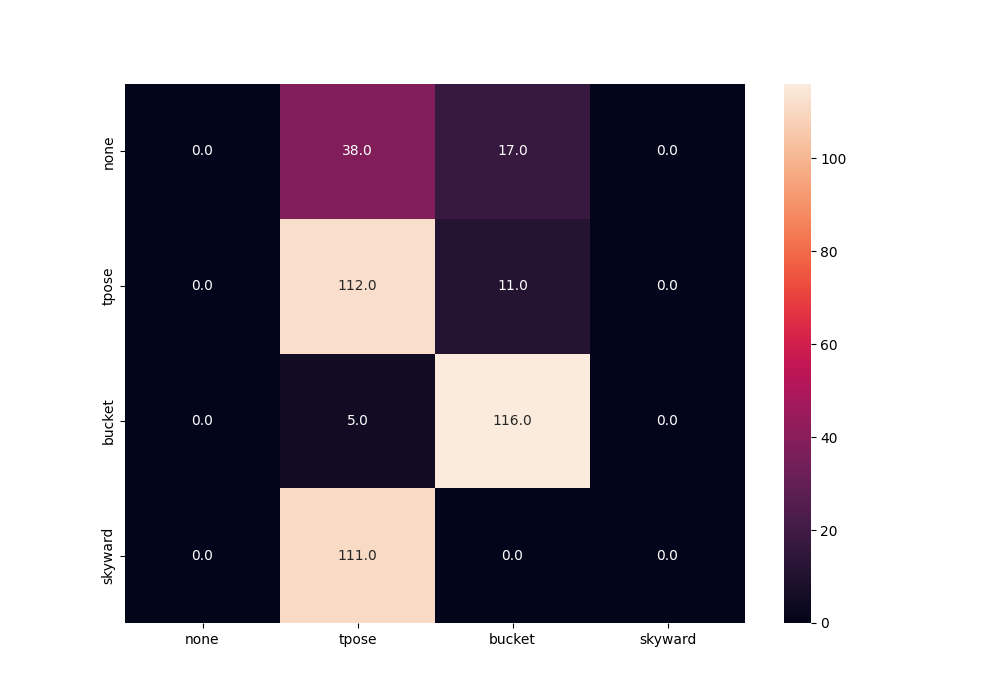 none 0.0 38.0 17.0 0.0
tpose 0.0 112.0 11.0 0.0
bucket 0.0 5.0 116.0 0.0
skyward 0.0 111.0 0.0 0.0
none tpose bucket skyward
100
80
60
40
20
0